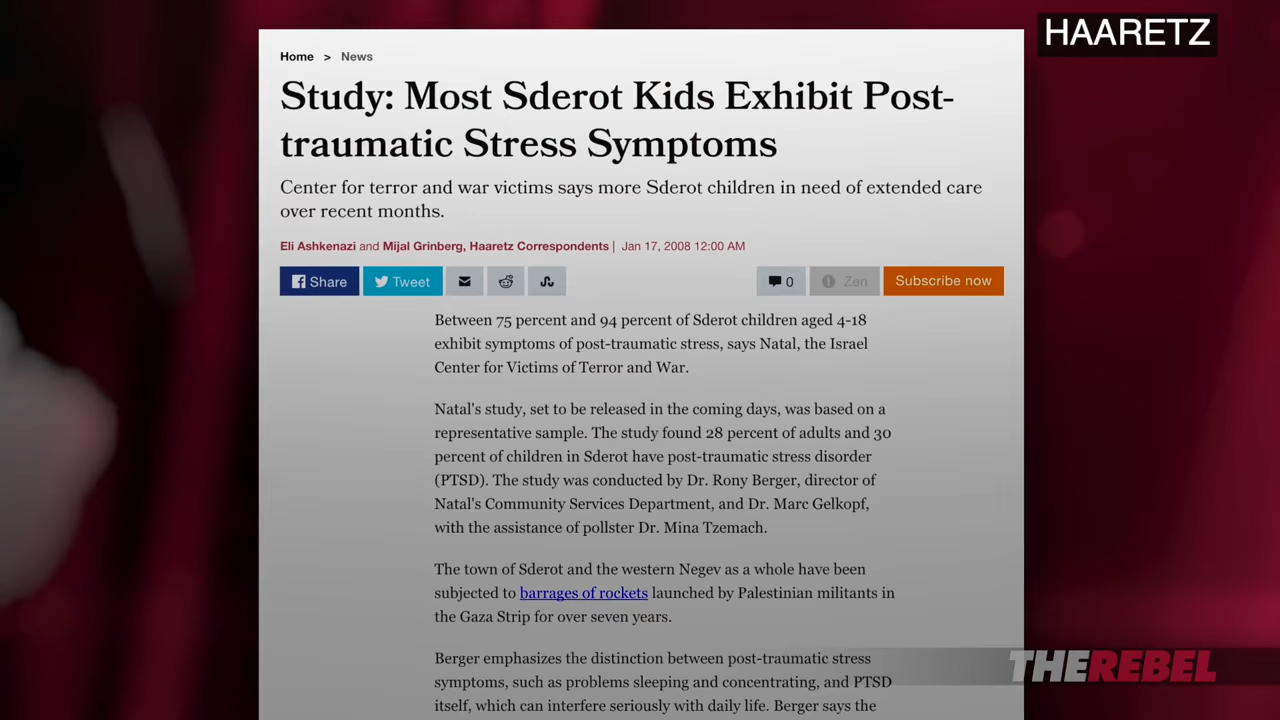 HAARETZ
Home > News
Study: Most Sderot Kids Exhibit Post-
traumatic Stress Symptoms
Center for terror and war victims says more Sderot children in need of extended care
over recent months.
Eli Ashkenazi and Mijal Grinberg, Haaretz Correspondents | Jan 17, 2008 12:00 AM
Share Tweet 0 Zen Subscribe now
Between 75 percent and 94 percent of Sderot children aged 4-18
exhibit symptoms of post-traumatic stress, says Natal, the Israel
Center for Victims of Terror and War.
Natal's study, set to be released in the coming days, was based on a
representative sample. The study found 28 percent of adults and 30
percent of children in Sderot have post-traumatic stress disorder
(PTSD). The study was conducted by Dr. Rony Berger, director of
Natal's Community Services Department, and Dr. Marc Gelkopf,
with the assistance of pollster Dr. Mina Tzemach.
The town of Sderot and the western Negev as a whole have been
subjected to barrages of rockets launched by Palestinian militants in
the Gaza Strip for over seven years.
Berger emphasizes the distinction between post-traumatic stress
symptoms, such as problems sleeping and concentrating, and PTSD
itself, which can interfere seriously with daily life. Berger says the
THE REBEL